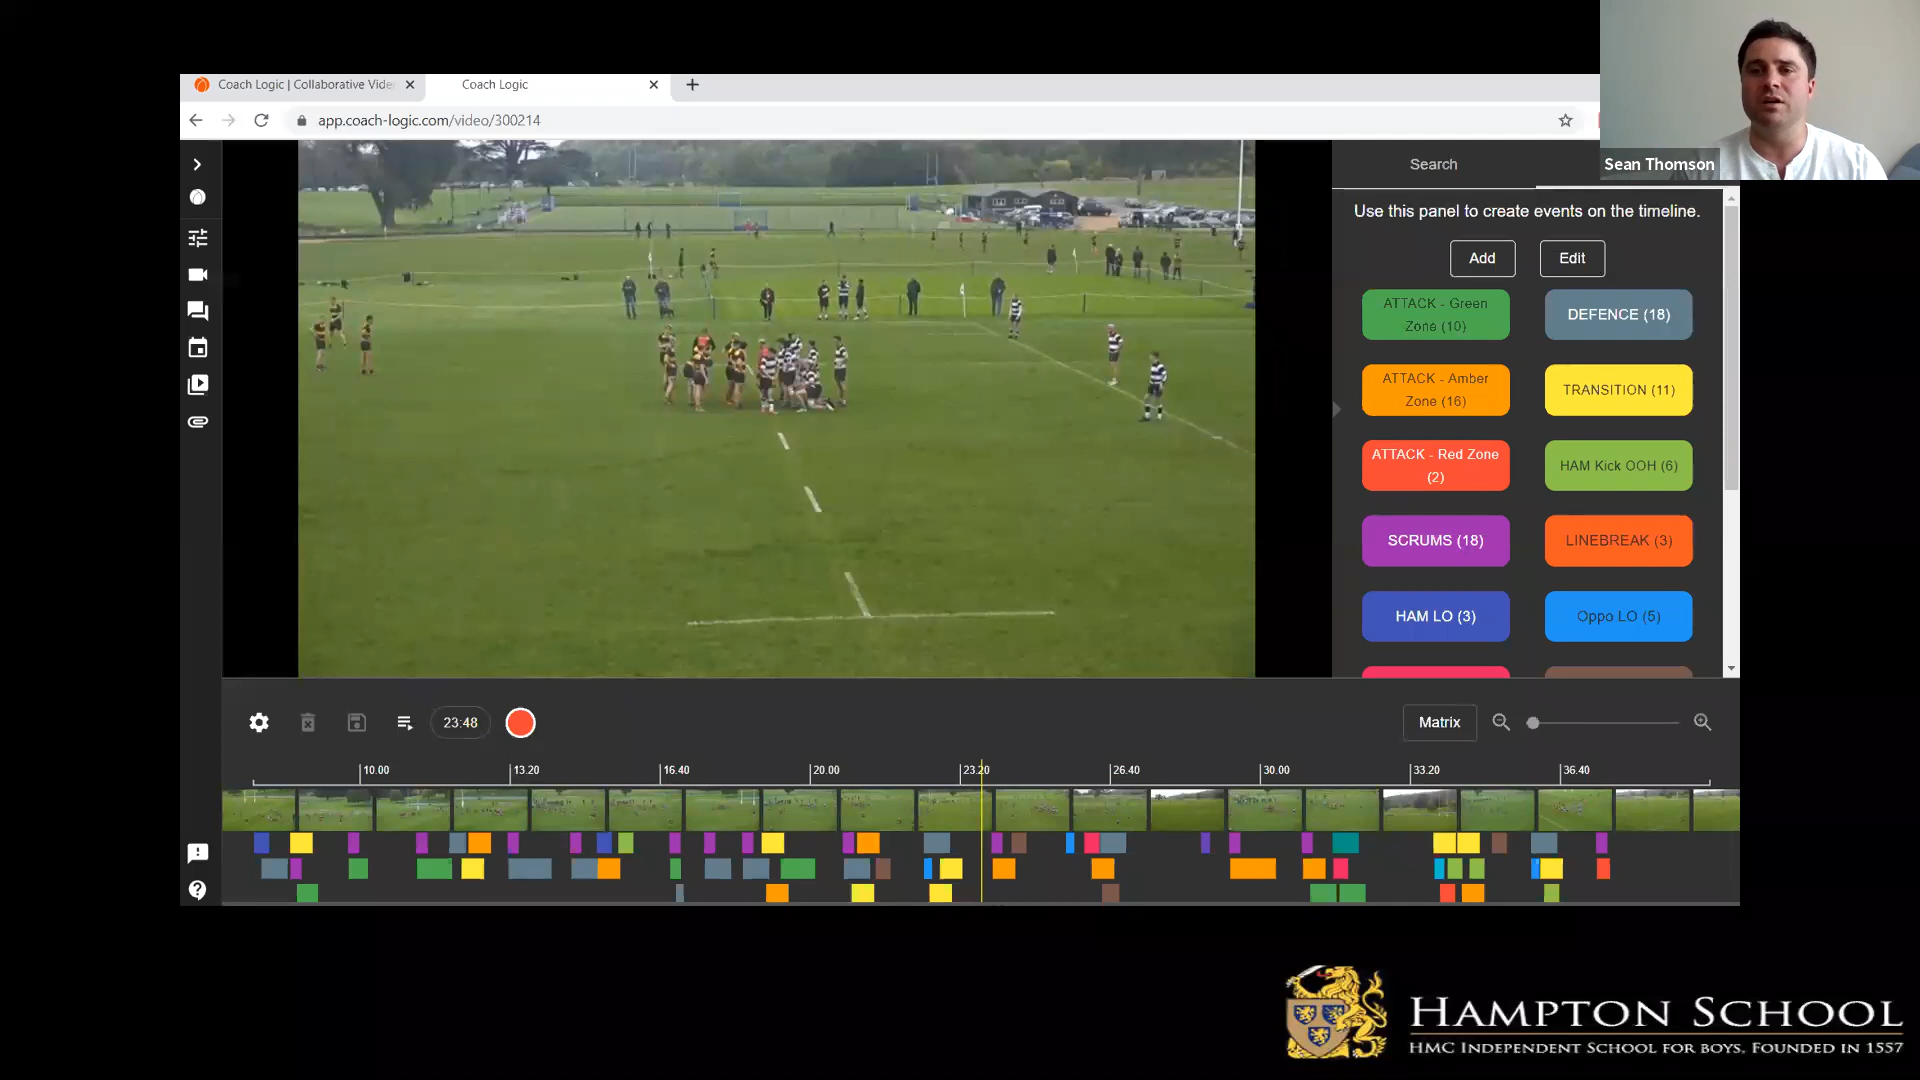 Coach Logic | Collaborative Vide
Coach Logic
app.coach-logic.com/video/300214
Sean Thomson
Search
Use this panel to create events on the timeline.
Add
Edit
ATTACK - Green
Zone (10)
DEFENCE (18)
ATTACK - Amber
Zone (16)
TRANSITION (11)
ATTACK - Red Zone
(2)
HAM Kick OOH (6)
SCRUMS (18)
LINEBREAK (3)
HAM LO (3)
Oppo LO (5)
23:48
Matrix
10.00
13.20
16.40
20.00
23.20
26.40
30.00
33.20
36.40
HAMPTON SCHOOL
HMC INDEPENDENT SCHOOL FOR BOYS. FOUNDED IN 1557